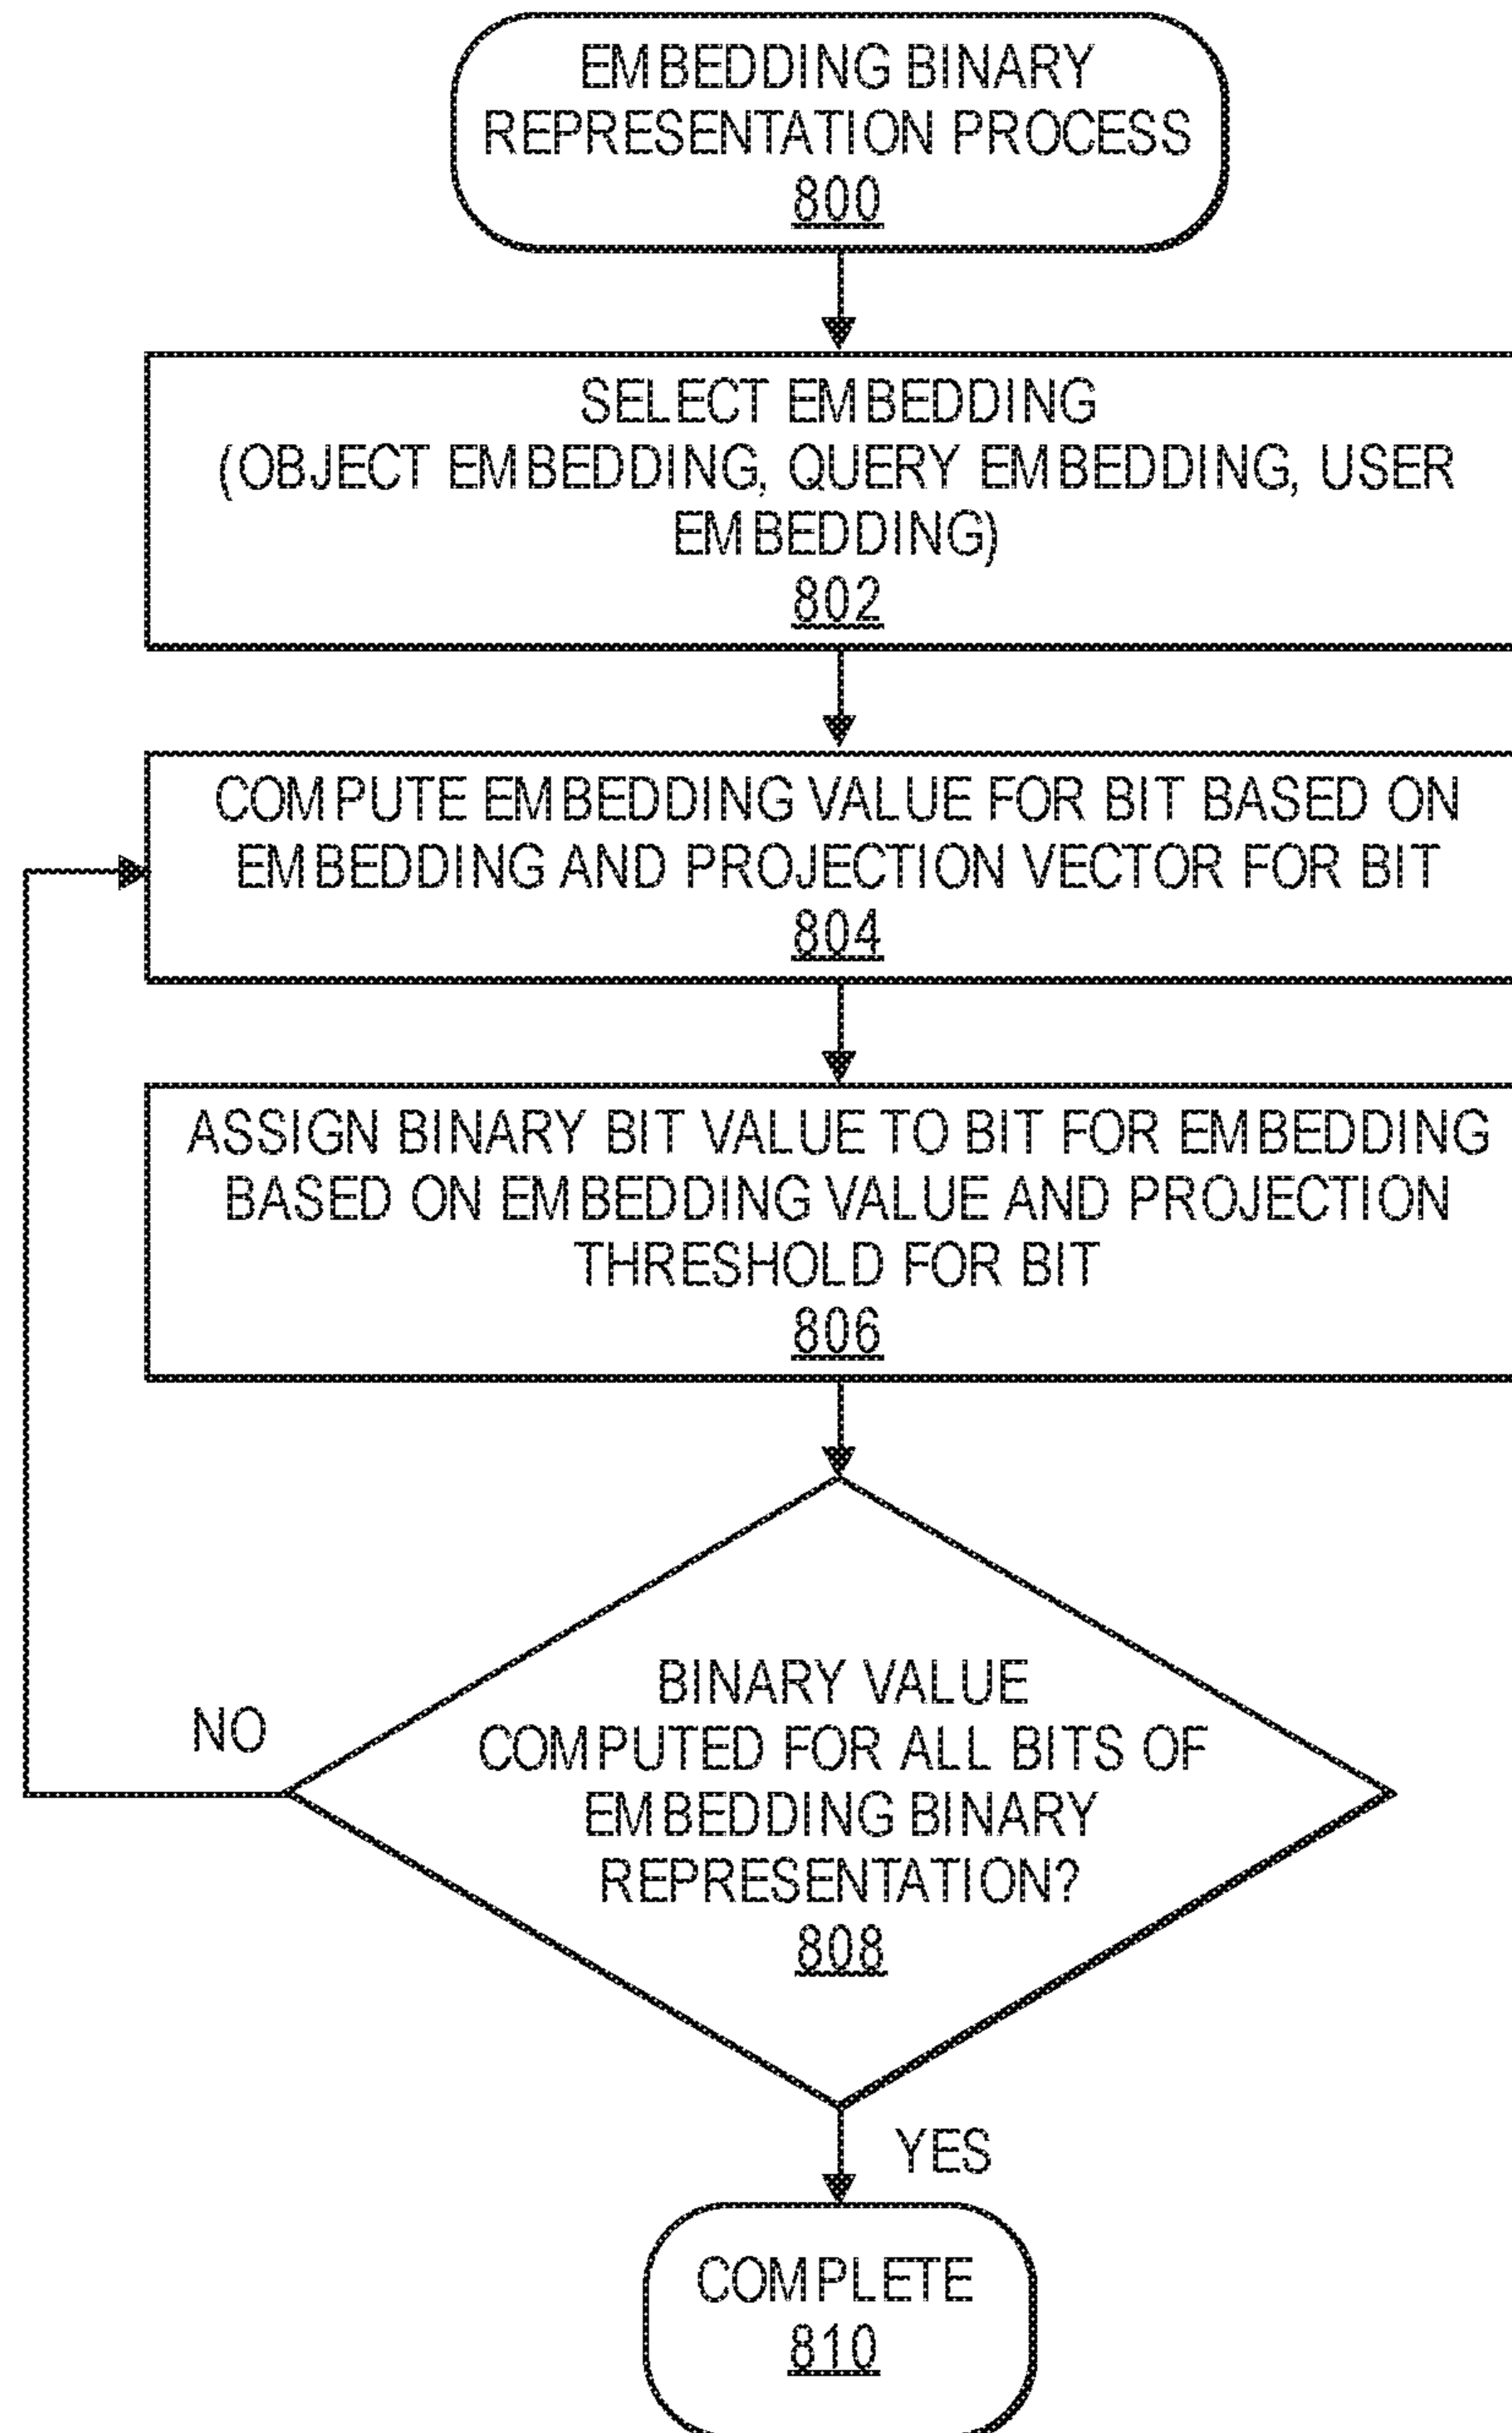 EMBEDDING BINARY
REPRESENTATION PROCESS
800
SELECT EMBEDDING
(OBJECT EMBEDDING, QUERY EMBEDDING, USER
EMBEDDING)
802
COMPUTE EMBEDDING VALUE FOR BIT BASED ON
EMBEDDING AND PROJECTION VECTOR FOR BIT
804
ASSIGN BINARY BIT VALUE TO BIT FOR EMBEDDING
BASED ON EMBEDDING VALUE AND PROJECTION
THRESHOLD FOR BIT
806
BINARY VALUE
COMPUTED FOR ALL BITS OF
EMBEDDING BINARY
REPRESENTATION?
808
NO
YES
COMPLETE
810